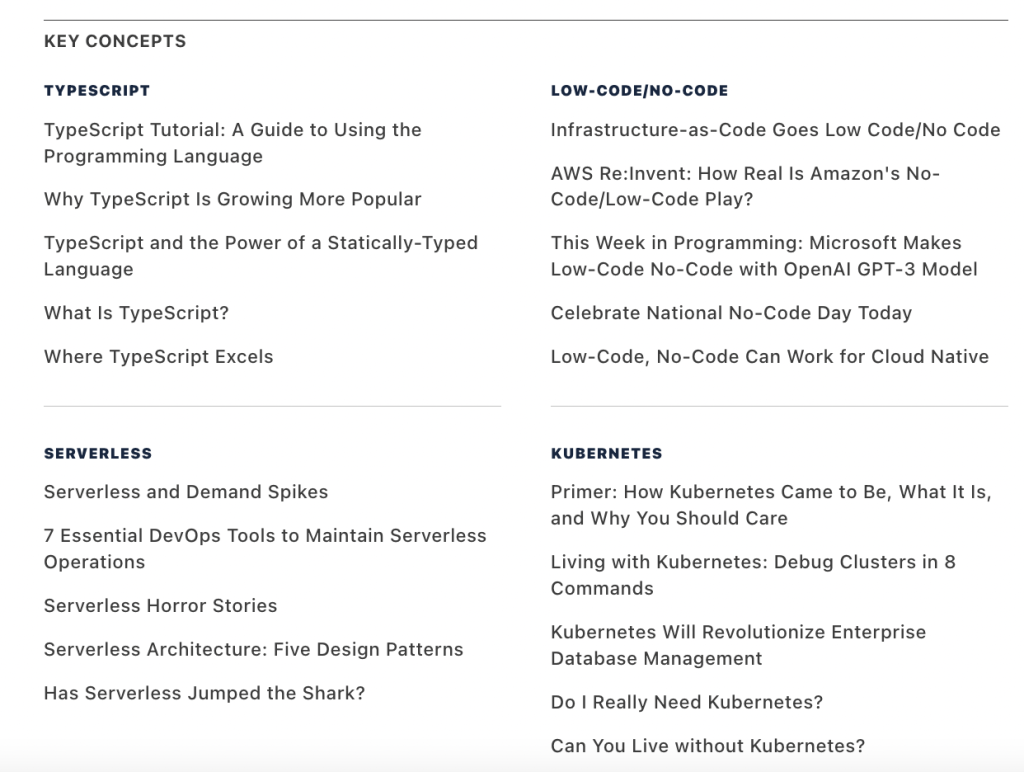 KEY CONCEPTS
TYPESCRIPT
TypeScript Tutorial: A Guide to Using the
Programming Language
Why TypeScript Is Growing More Popular
TypeScript and the Power of a Statically-Typed
Language
What Is TypeScript?
Where TypeScript Excels
LOW-CODE/NO-CODE
Infrastructure-as-Code Goes Low Code/No Code
AWS Re:Invent: How Real Is Amazon's No-
Code/Low-Code Play?
This Week in Programming: Microsoft Makes
Low-Code No-Code with OpenAI GPT-3 Model
Celebrate National No-Code Day Today
Low-Code, No-Code Can Work for Cloud Native
SERVERLESS
Serverless and Demand Spikes
7 Essential DevOps Tools to Maintain Serverless
Operations
Serverless Horror Stories
Serverless Architecture: Five Design Patterns
Has Serverless Jumped the Shark?
KUBERNETES
Primer: How Kubernetes Came to Be, What It Is,
and Why You Should Care
Living with Kubernetes: Debug Clusters in 8
Commands
Kubernetes Will Revolutionize Enterprise
Database Management
Do I Really Need Kubernetes?
Can You Live without Kubernetes?